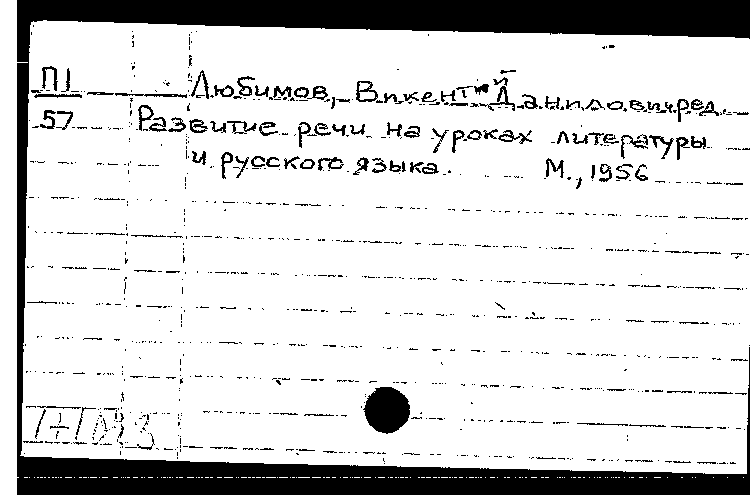 П1 Любимов, Викентий Данилович ред.
57 Развитие речи на уроках литературы
и русского языка. М., 1956